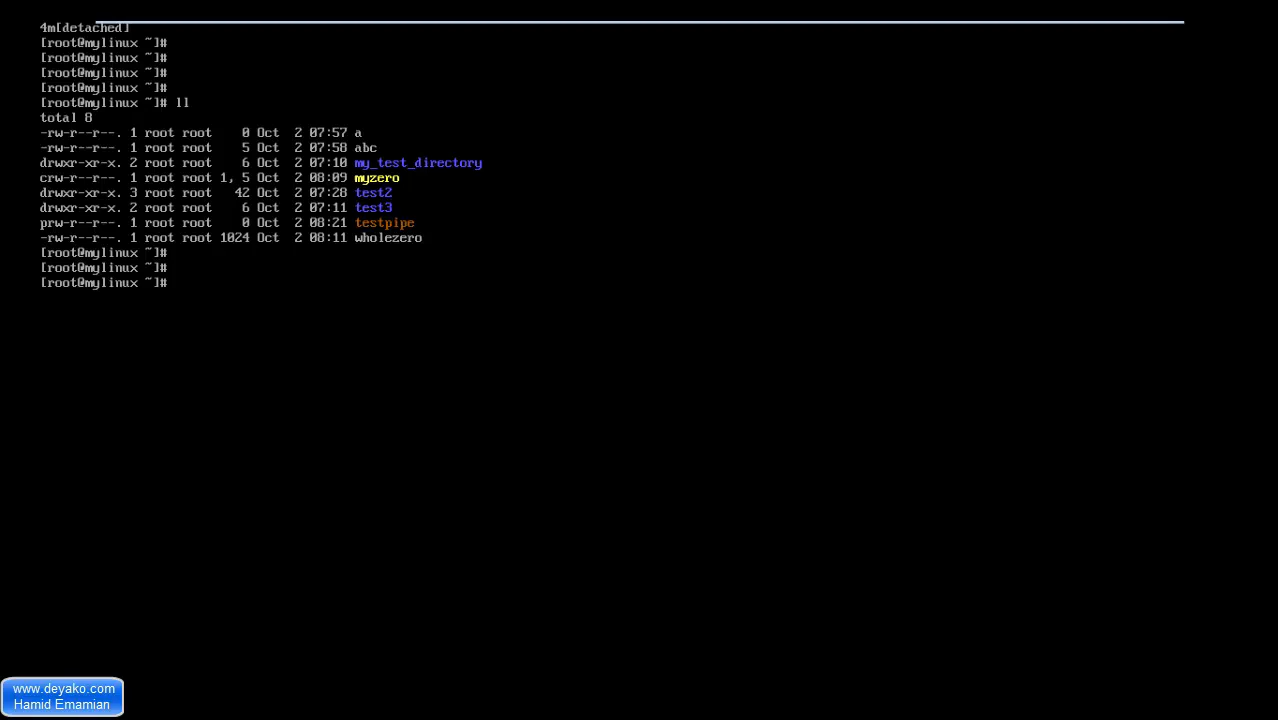 4m[detached]
[root@mylinux ~]#
[root@mylinux ~]#
[root@mylinux ~]#
[root@mylinux ~]#
[root@mylinux ~]# ll
total 8
-rw-r--r--. 1 root root    0 Oct  2 07:57 a
-rw-r--r--. 1 root root    5 Oct  2 07:58 abc
drwxr-xr-x. 2 root root    6 Oct  2 07:10 my_test_directory
crw-r--r--. 1 root root 1, 5 Oct  2 08:09 myzero
drwxr-xr-x. 3 root root   42 Oct  2 07:28 test2
drwxr-xr-x. 2 root root    6 Oct  2 07:11 test3
prw-r--r--. 1 root root    0 Oct  2 08:21 testpipe
-rw-r--r--. 1 root root 1024 Oct  2 08:11 wholezero
[root@mylinux ~]#
[root@mylinux ~]#
[root@mylinux ~]#
www.deyako.com
Hamid Emamian